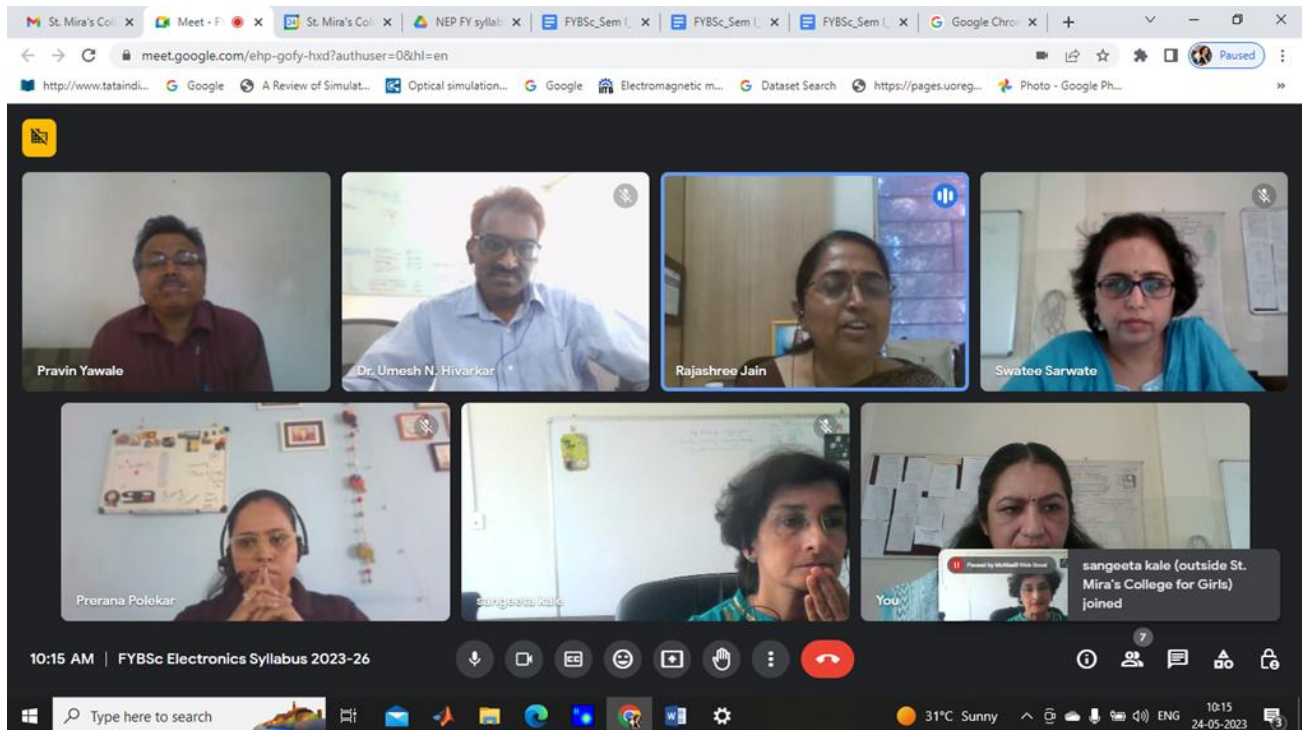 St. Mira's Coll
Meet - F
St. Mira's Coll
NEP FY syllab
FYBSc_Sem I_
FYBSc_Sem I_
FYBSc_Sem I_
Google Chro
meet.google.com/ehp-gofy-hxd?authuser=0&hl=en
Paused
http://www.tataindi...
Google
A Review of Simulat...
Optical simulation...
Google
Electromagnetic m...
Dataset Search
https://pages.uoreg...
Photo - Google Ph...
Pravin Yawale
Dr. Umesh N. Hivarkar
Rajashree Jain
Swatee Sarwate
Prerana Polekar
sangeeta kale
You
sangeeta kale (outside St.
Mira's College for Girls)
joined
10:15 AM | FYBSc Electronics Syllabus 2023-26
7
Type here to search
31°C Sunny
ENG
10:15
24-05-2023
3